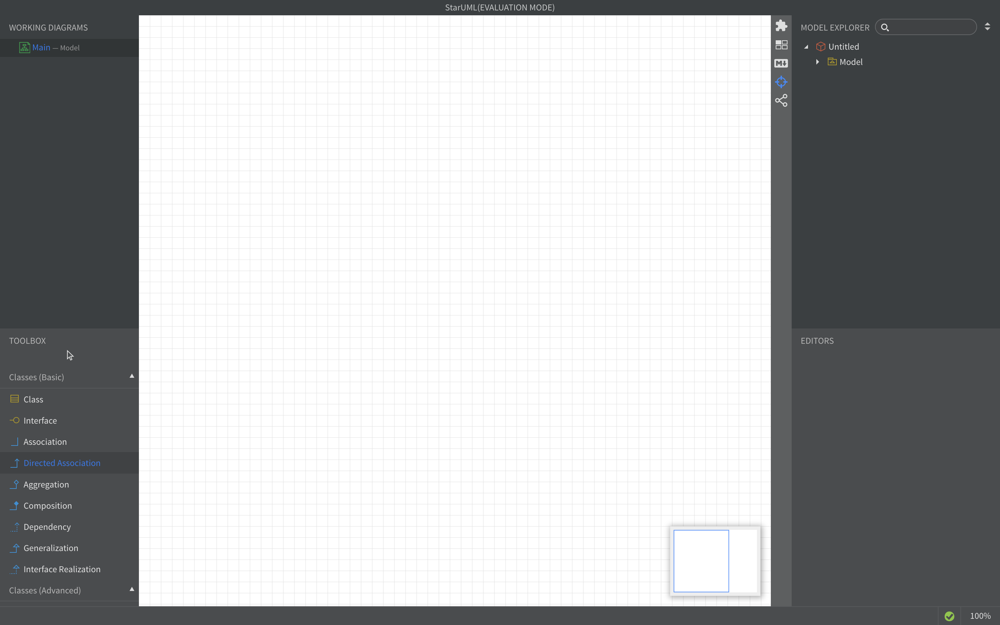 StarUML(EVALUATION MODE)
WORKING DIAGRAMS
Main — Model
TOOLBOX
Classes (Basic)
Class
Interface
Association
Directed Association
Aggregation
Composition
Dependency
Generalization
Interface Realization
Classes (Advanced)
M
MODEL EXPLORER
Untitled
Model
EDITORS
100%